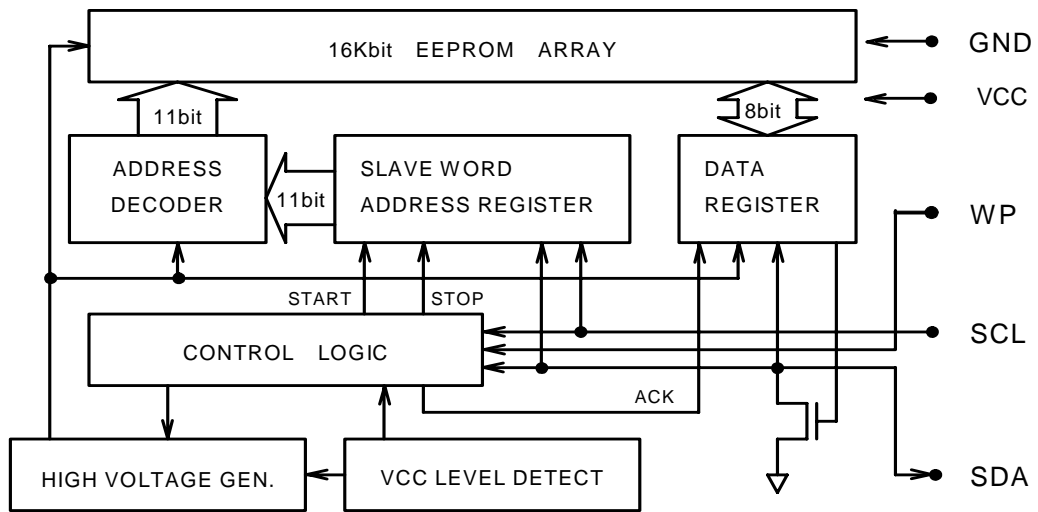 16Kbit EEPROM ARRAY
GND
VCC
11bit
8bit
ADDRESS
DECODER
11bit
SLAVE WORD
ADDRESS REGISTER
DATA
REGISTER
WP
START
STOP
CONTROL LOGIC
SCL
ACK
HIGH VOLTAGE GEN.
VCC LEVEL DETECT
SDA